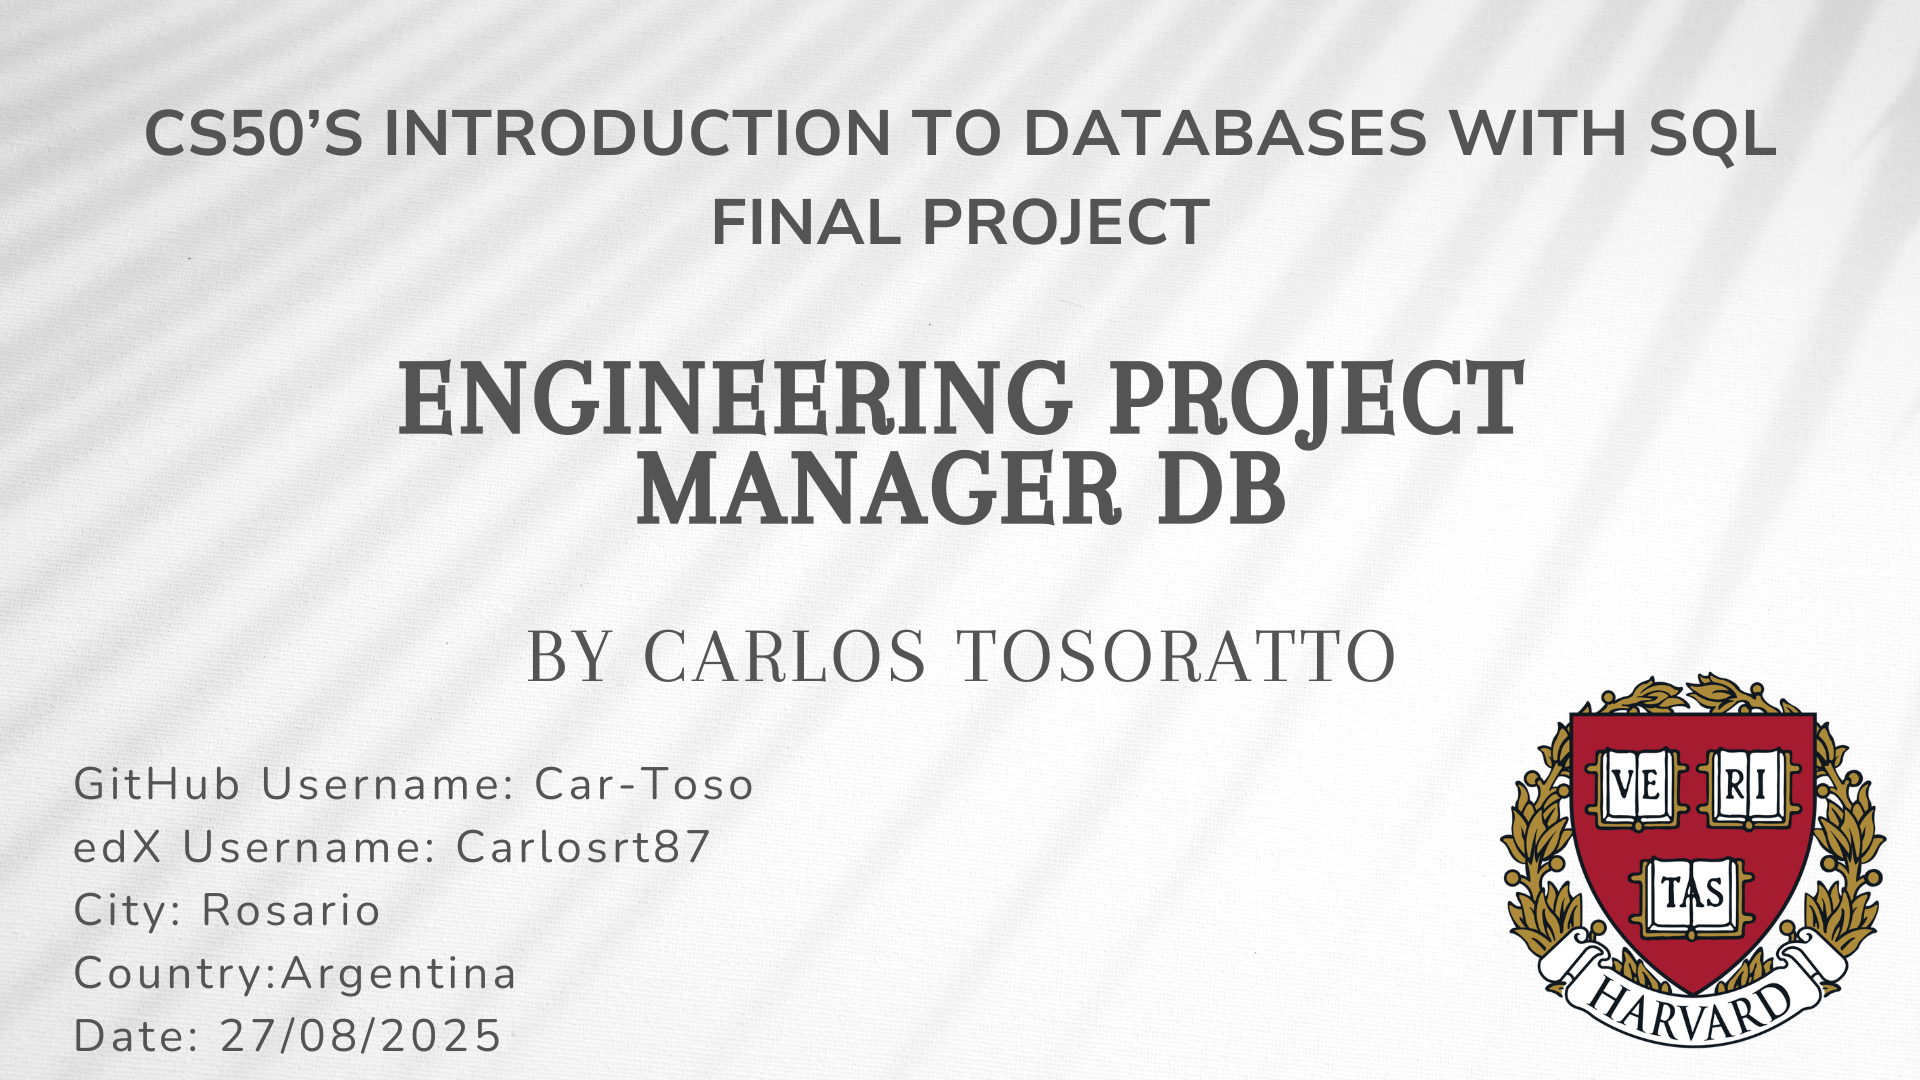 CS50’S INTRODUCTION TO DATABASES WITH SQL
FINAL PROJECT
ENGINEERING PROJECT
MANAGER DB
BY CARLOS TOSORATTO
GitHub Username: Car-Toso
edX Username: Carlosrt87
City: Rosario
Country:Argentina
Date: 27/08/2025
VE RI
TAS
HARVARD